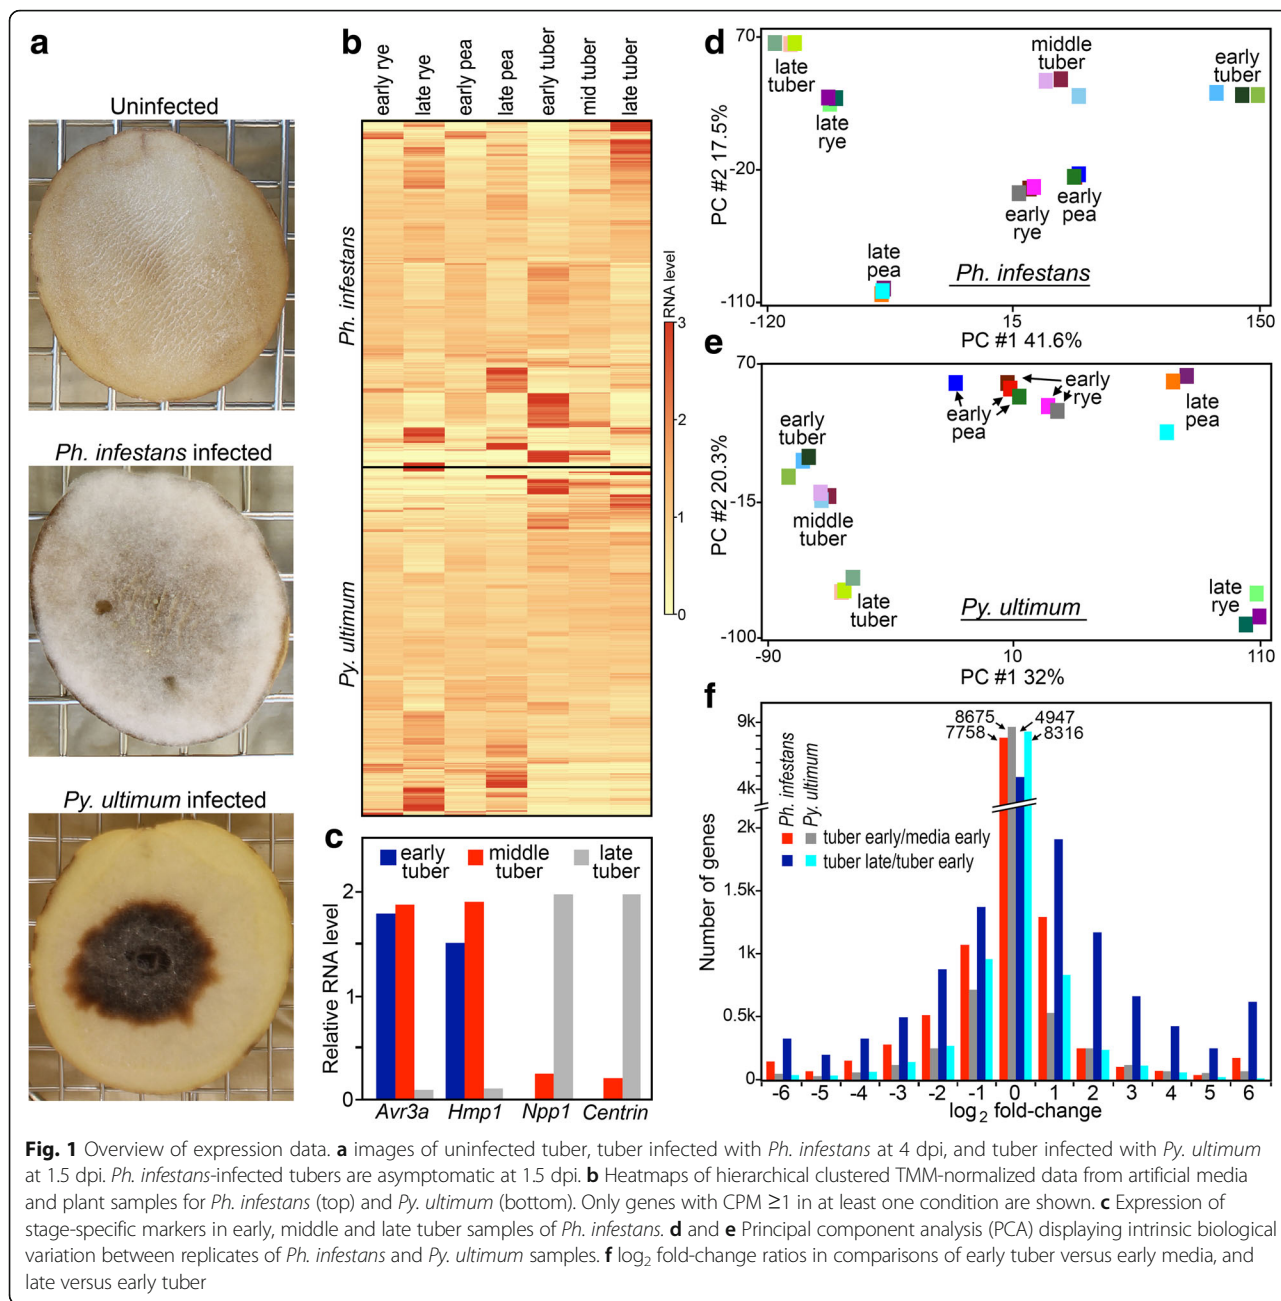 a
Uninfected
Ph. infestans infected
Py. ultimum infected
b
early rye
late rye
early pea
late pea
early tuber
mid tuber
late tuber
Ph. infestans
Py. ultimum
RNA level
3
2
1
0
c
early tuber
middle tuber
late tuber
Relative RNA level
2
1
0
Avr3a Hmp1 Npp1 Centrin
d
70
-20
-110
PC #2 17.5%
late
tuber
late
rye
middle
tuber
early
tuber
early
rye
early
pea
late
pea
Ph. infestans
-120 15 150
PC #1 41.6%
e
70
-15
-100
PC #2 20.3%
early
tuber
middle
tuber
late
tuber
early
pea
early
rye
late
pea
late
rye
Py. ultimum
-90 10 110
PC #1 32%
f
9k
4k
2k
1.5k
1k
0.5k
0
Number of genes
8675
7758
4947
8316
Ph. infestans
Py. ultimum
tuber early/media early
tuber late/tuber early
-6 -5 -4 -3 -2 -1 0 1 2 3 4 5 6
log2 fold-change
Fig. 1 Overview of expression data. a images of uninfected tuber, tuber infected with Ph. infestans at 4 dpi, and tuber infected with Py. ultimum
at 1.5 dpi. Ph. infestans-infected tubers are asymptomatic at 1.5 dpi. b Heatmaps of hierarchical clustered TMM-normalized data from artificial media
and plant samples for Ph. infestans (top) and Py. ultimum (bottom). Only genes with CPM ≥1 in at least one condition are shown. c Expression of
stage-specific markers in early, middle and late tuber samples of Ph. infestans. d and e Principal component analysis (PCA) displaying intrinsic biological
variation between replicates of Ph. infestans and Py. ultimum samples. f log2 fold-change ratios in comparisons of early tuber versus early media, and
late versus early tuber